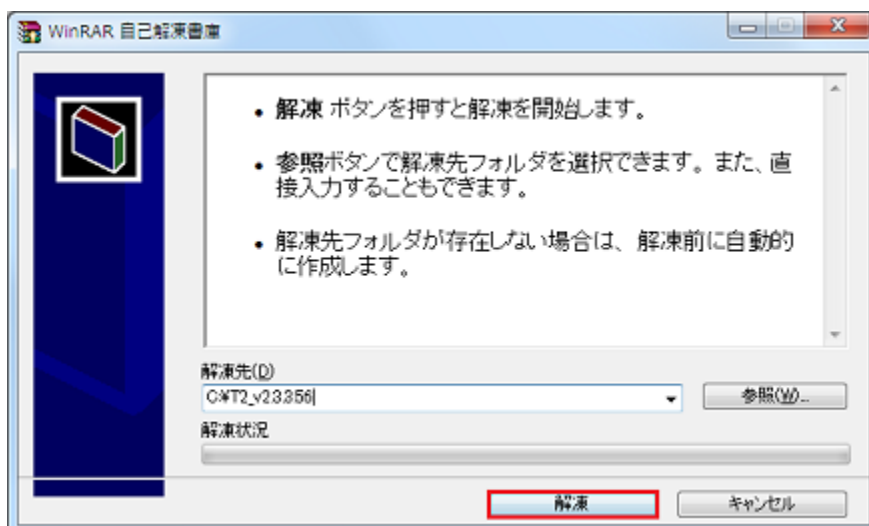 WinRAR 自己解凍書庫
• 解凍 ボタンを押すと解凍を開始します。
• 参照ボタンで解凍先フォルダを選択できます。また、直
接入力することもできます。
• 解凍先フォルダが存在しない場合は、解凍前に自動的
に作成します。
解凍先(D)
C:¥T2_v23.356
参照(W)...
解凍状況
解凍
キャンセル